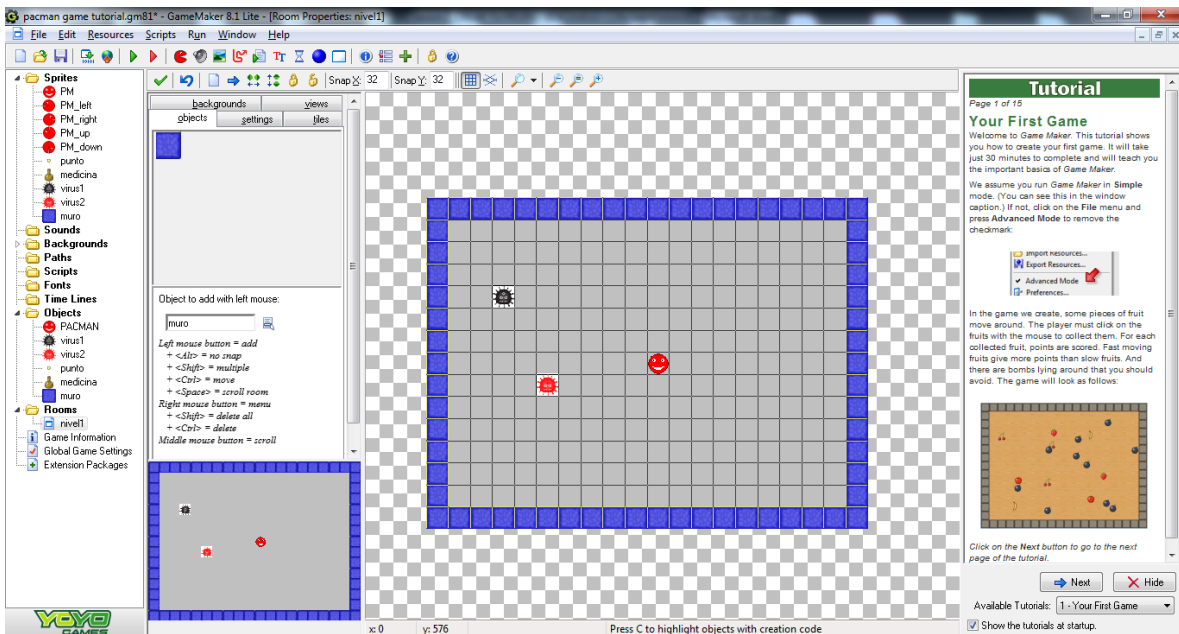 pacman game tutorial.gm81* - GameMaker 8.1 Lite - [Room Properties: nivel1]
File Edit Resources Scripts Run Window Help
Sprites
PM
PM_left
PM_right
PM_up
PM_down
punto
medicina
virus1
virus2
muro
Sounds
Backgrounds
Paths
Scripts
Fonts
Time Lines
Objects
PACMAN
virus1
virus2
punto
medicina
muro
Rooms
nivel1
Game Information
Global Game Settings
Extension Packages
YOYO
GAMES
Snap X: 32 Snap Y: 32
backgrounds views
objects settings tiles
Object to add with left mouse:
muro
Left mouse button = add
+ <Alt> = no snap
+ <Shift> = multiple
+ <Ctrl> = move
+ <Space> = scroll room
Right mouse button = menu
+ <Shift> = delete all
+ <Ctrl> = delete
Middle mouse button = scroll
x: 0 y: 576 Press C to highlight objects with creation code
Tutorial
Page 1 of 15
Your First Game
Welcome to Game Maker. This tutorial shows
you how to create your first game. It will take
just 30 minutes to complete and will teach you
the important basics of Game Maker.
We assume you run Game Maker in Simple
mode. (You can see this in the window
caption.) If not, click on the File menu and
press Advanced Mode to remove the
checkmark:
Import Resources...
Export Resources...
Advanced Mode
Preferences...
In the game we create, some pieces of fruit
move around. The player must click on the
fruits with the mouse to collect them. For each
collected fruit, points are scored. Fast moving
fruits give more points than slow fruits. And
there are bombs lying around that you should
avoid. The game will look as follows:
Click on the Next button to go to the next
page of the tutorial.
Next Hide
Available Tutorials: 1 - Your First Game
Show the tutorials at startup.